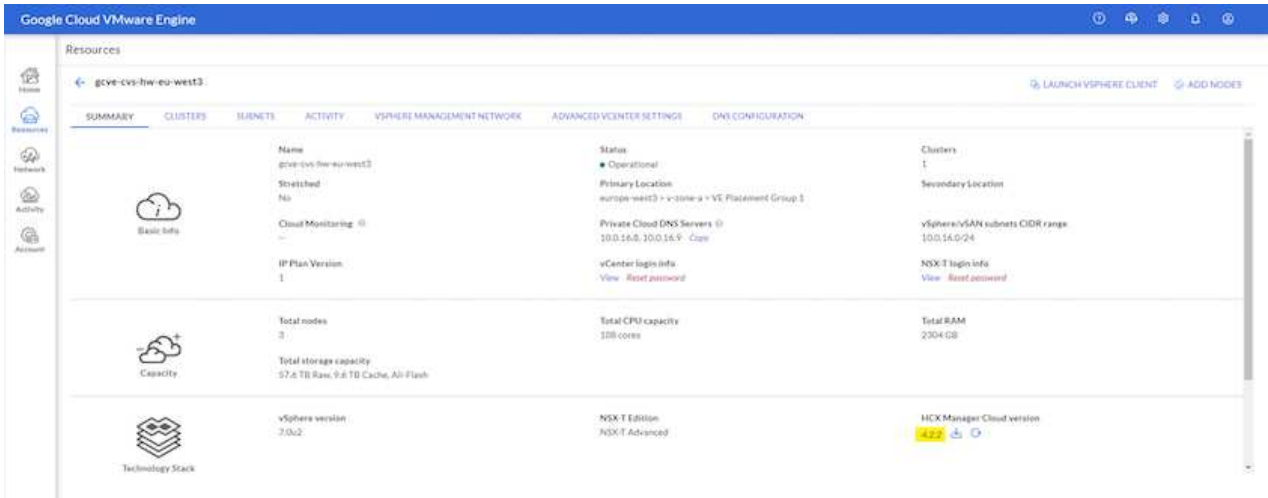 Google Cloud VMware Engine
Resources
gcve-cvs-hw-eu-west3
LAUNCH VSPHERE CLIENT ADD NODES
Home
Resources
Network
Activity
Account
SUMMARY CLUSTERS SUBNETS ACTIVITY VSPHERE MANAGEMENT NETWORK ADVANCED VCENTER SETTINGS DNS CONFIGURATION
Basic Info
Name Status Clusters
gcve-cvs-hw-eu-west3 Operational 1
Stretched Primary Location Secondary Location
No europe-west3 > v-zone-a > VE Placement Group 1
Cloud Monitoring Private Cloud DNS Servers vSphere/vSAN subnets CIDR range
-- 10.0.16.8, 10.0.16.9 Copy 10.0.16.0/24
IP Plan Version vCenter login info NSX-T login info
1 View Reset password View Reset password
Capacity
Total nodes Total CPU capacity Total RAM
3 108 cores 2304 GB
Total storage capacity
57.6 TB Raw, 9.6 TB Cache, All-Flash
Technology Stack
vSphere version NSX-T Edition HCX Manager Cloud version
7.0u2 NSX-T Advanced 4.2.2